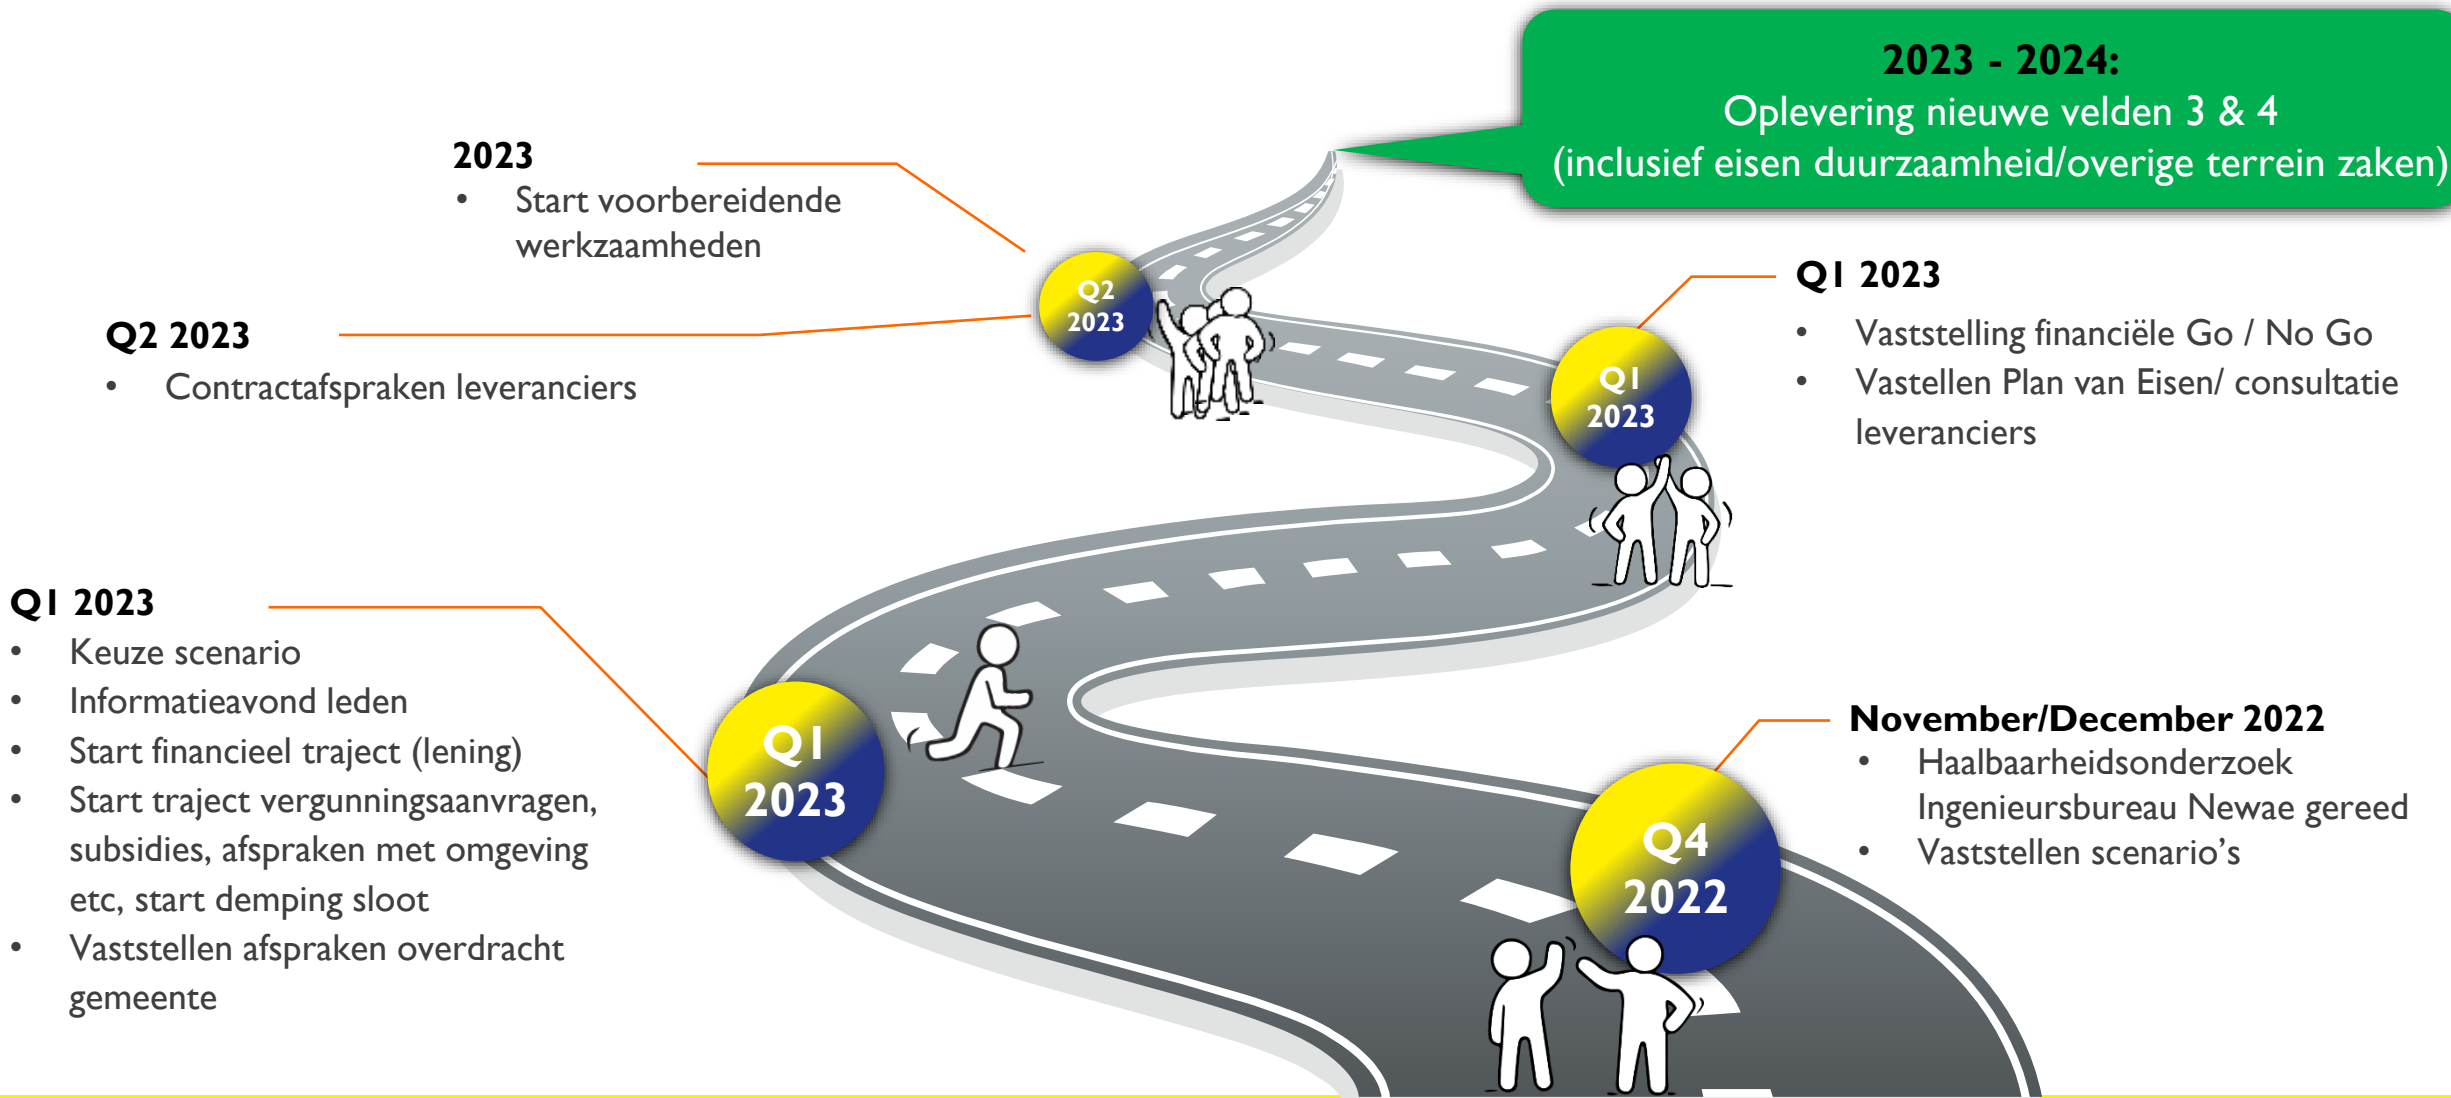 2023 - 2024:
Oplevering nieuwe velden 3 & 4
(inclusief eisen duurzaamheid/overige terrein zaken)
2023
• Start voorbereidende
werkzaamheden
Q2
2023
Q2 2023
• Contractafspraken leveranciers
Q1 2023
• Vaststelling financiële Go / No Go
• Vastellen Plan van Eisen/ consultatie
leveranciers
Q1
2023
Q1 2023
• Keuze scenario
• Informatieavond leden
• Start financieel traject (lening)
• Start traject vergunningsaanvragen,
subsidies, afspraken met omgeving
etc, start demping sloot
• Vaststellen afspraken overdracht
gemeente
Q1
2023
November/December 2022
• Haalbaarheidsonderzoek
Ingenieursbureau Newae gereed
• Vaststellen scenario’s
Q4
2022